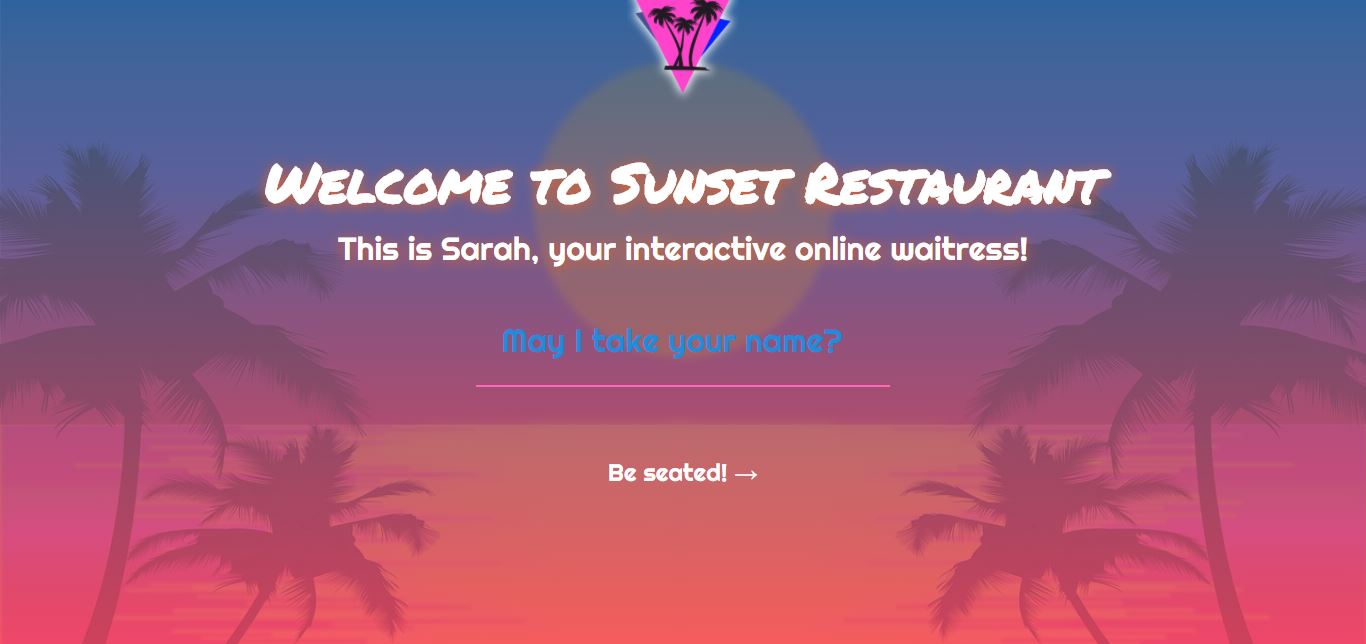 Welcome to Sunset Restaurant
This is Sarah, your interactive online waitress!
May I take your name?
Be seated! →